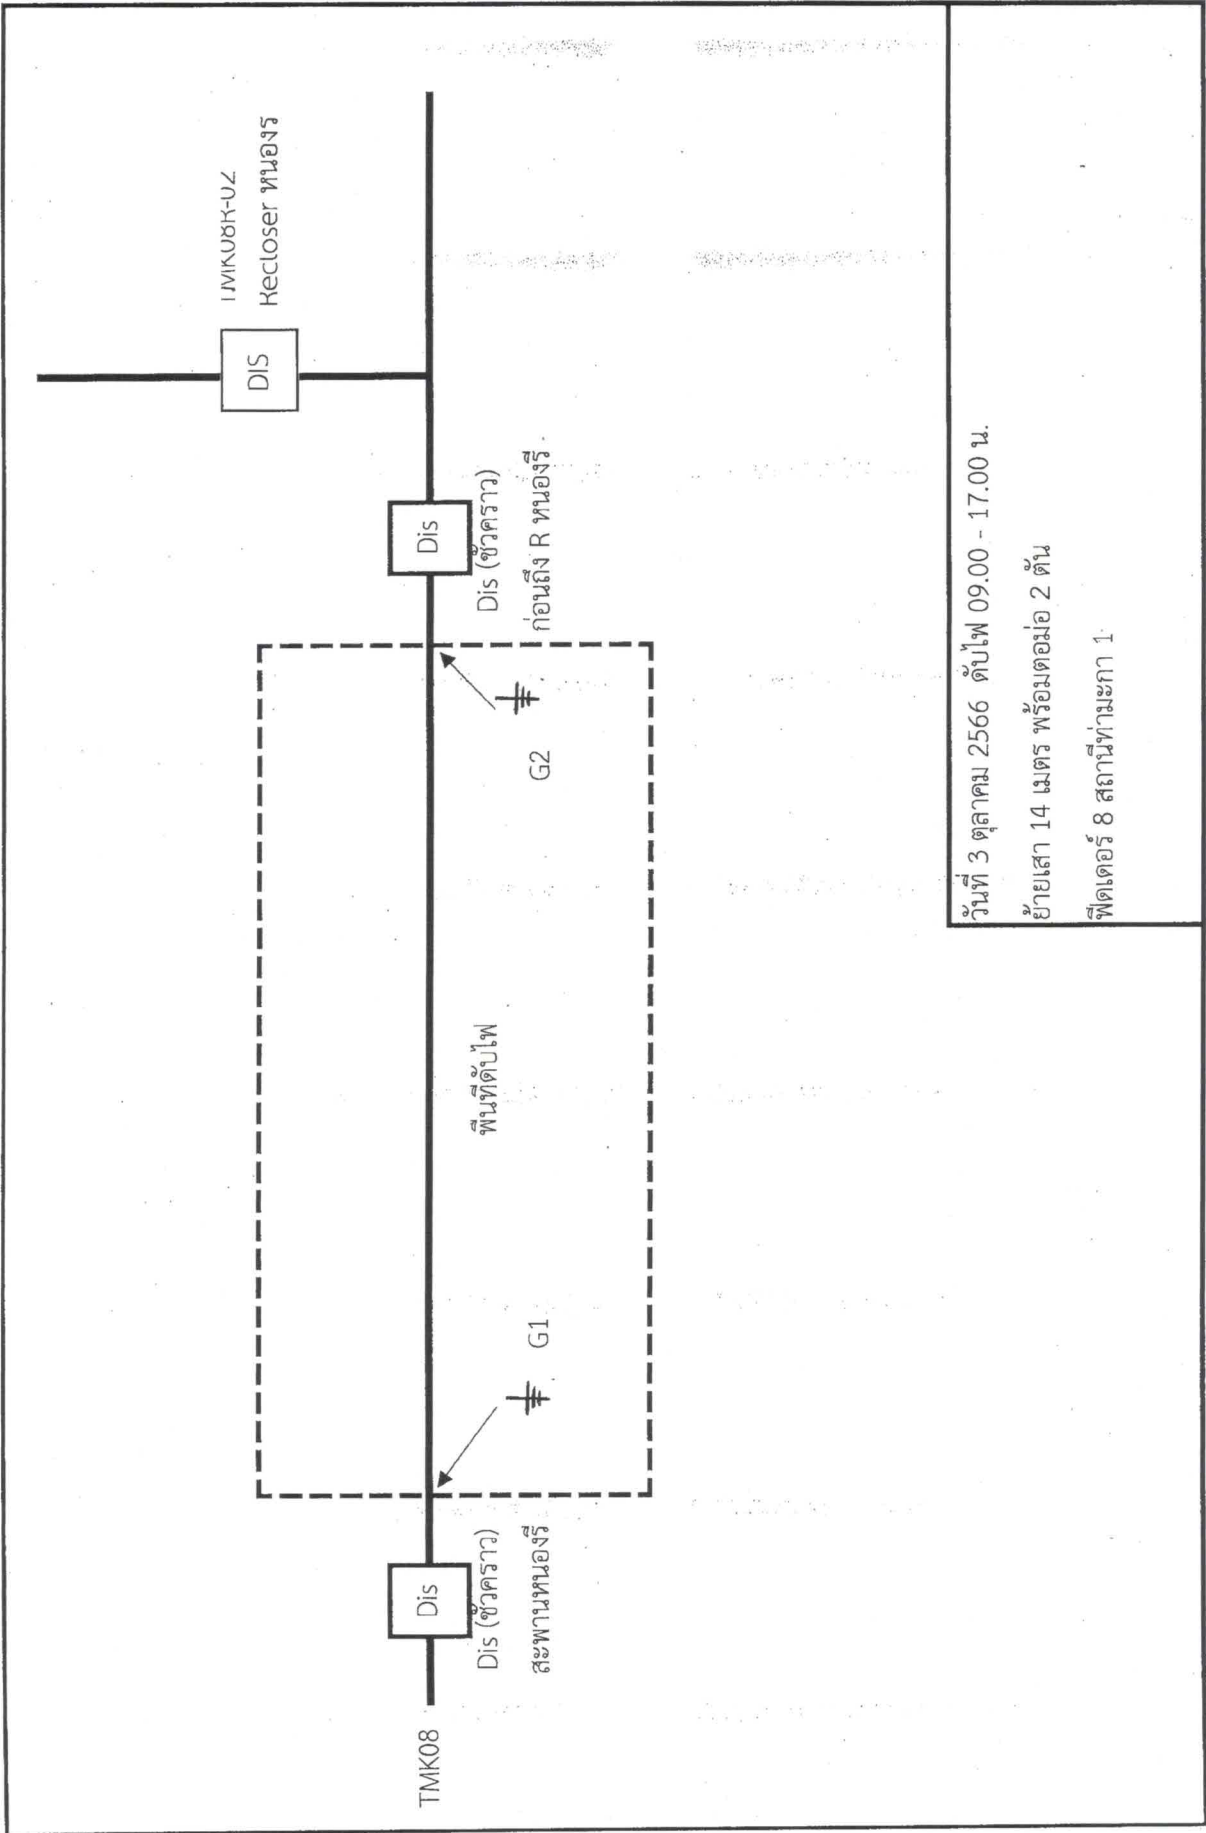 TMK08R-02
Recloser หนองร
DIS
Dis
Dis (ชั่วคราว)
ก่อนถึง R หนองรี
G2
พื้นที่ดับไฟ
G1
TMK08
Dis
Dis (ชั่วคราว)
สะพานหนองรี
วันที่ 3 ตุลาคม 2566 ดับไฟ 09.00 - 17.00 น.
ย้ายเสา 14 เมตร พร้อมตอม่อ 2 ต้น
ฟีดเดอร์ 8 สถานีท่ามะกา 1